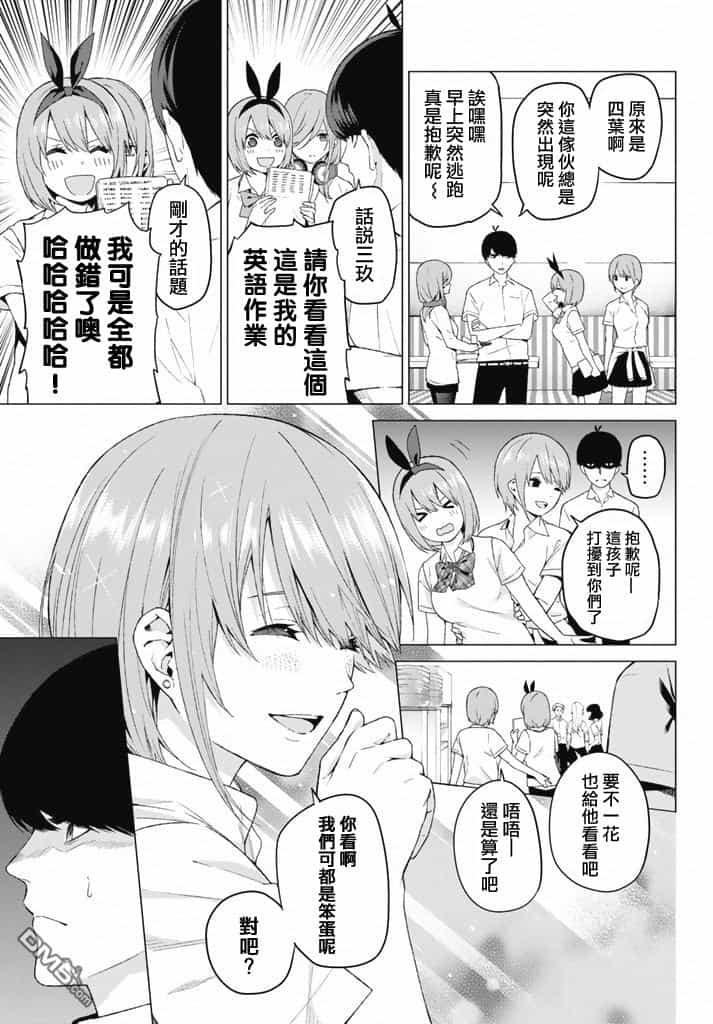 原來是
四葉啊
你這傢伙總是
突然出現呢
誒嘿嘿
早上突然逃跑
真是抱歉呢~
話說三玖
請你看看這個
這是我的
英語作業
剛才的話題
我可是全都
做錯了噢
哈哈哈哈哈！
……
抱歉呢—
這孩子
打擾到你們了
要不一花
也給他看看吧
唔唔—
還是算了吧
你看啊
我們可都是笨蛋呢
對吧？
DM5